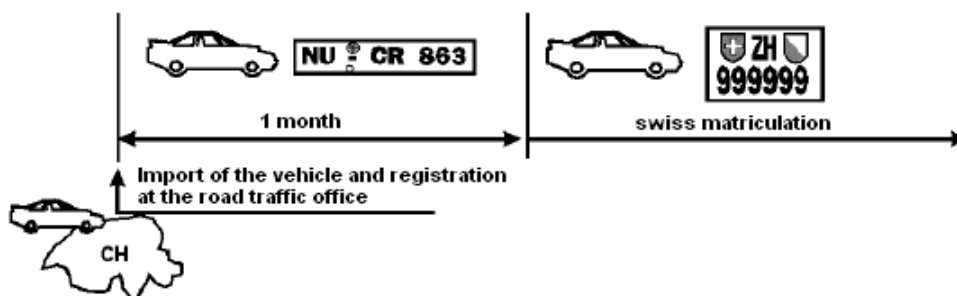 NU CR 863
ZH
999999
1 month
swiss matriculation
Import of the vehicle and registration
at the road traffic office
CH